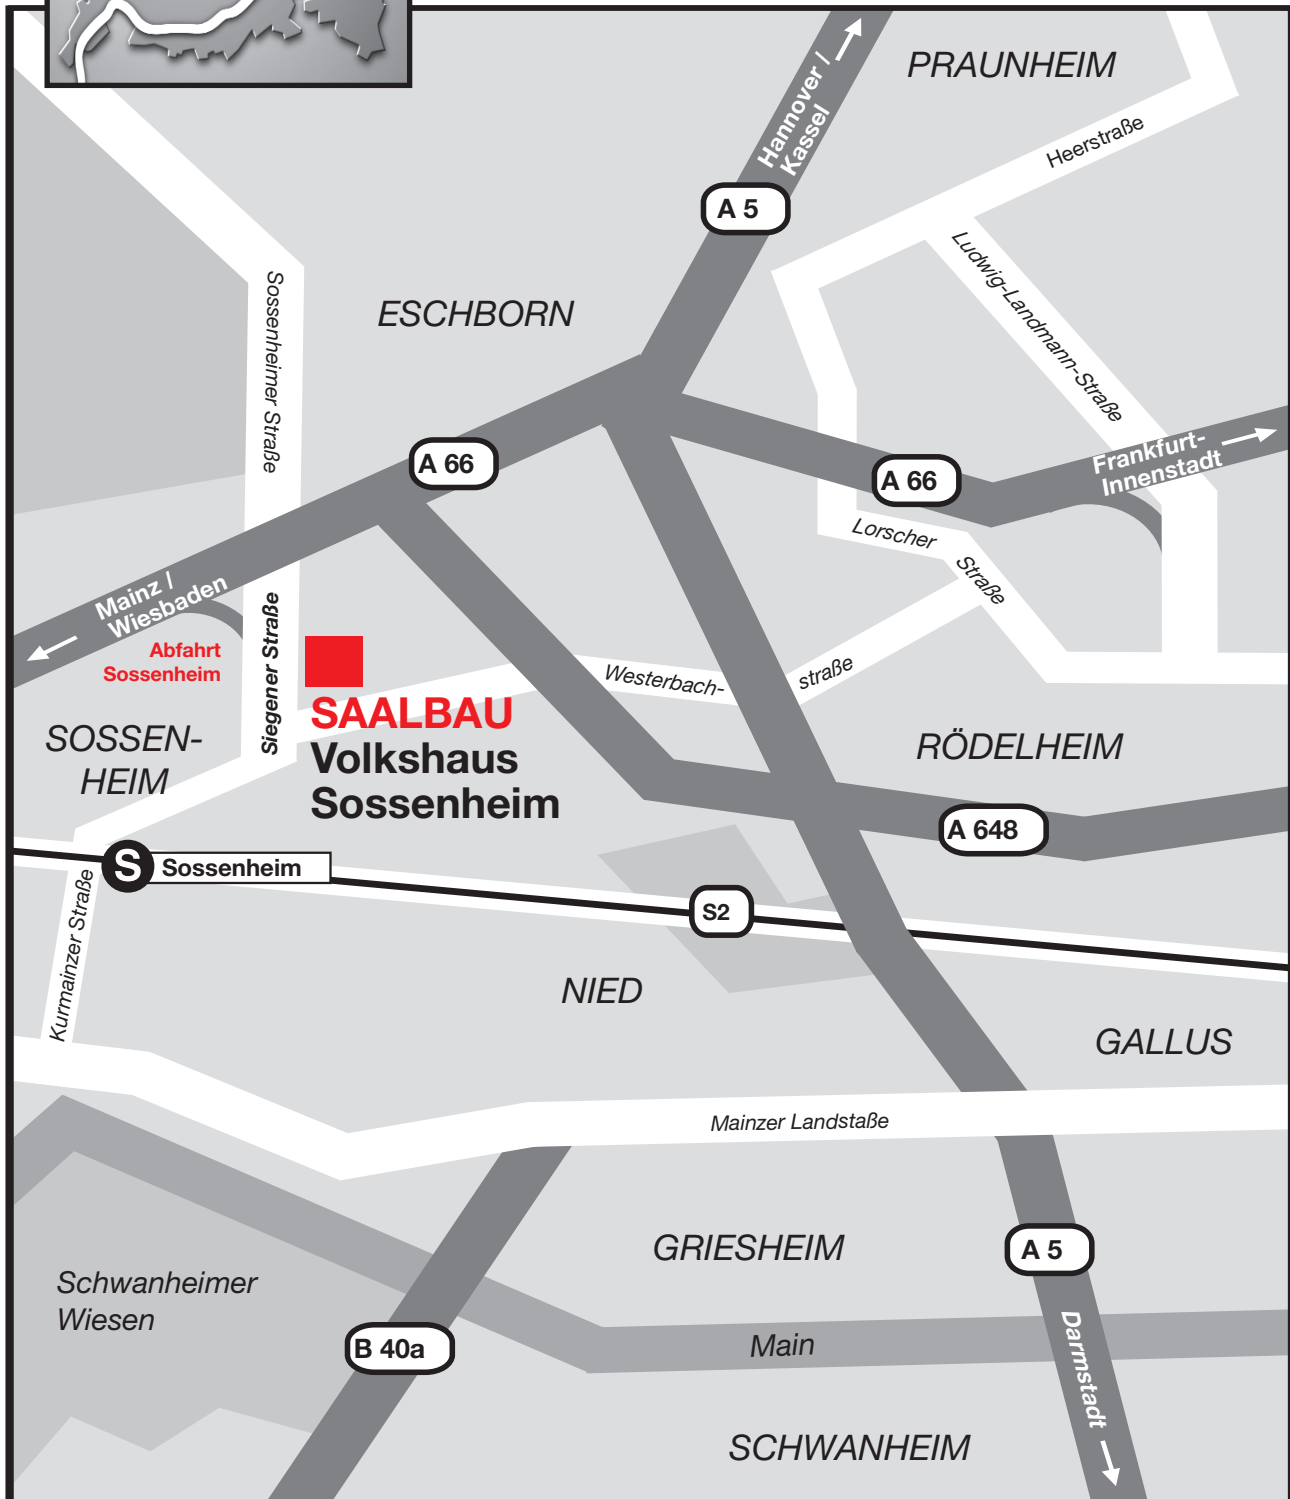 PRAUNHEIM
Hannover /
Kassel
Heerstraße
A 5
Ludwig-Landmann-Straße
Sossenheimer Straße
ESCHBORN
A 66
A 66
Frankfurt-
Innenstadt
Lorscher
Straße
Mainz /
Wiesbaden
Siegener Straße
Abfahrt
Sossenheim
Westerbach-
straße
SAALBAU
Volkshaus
Sossenheim
SOSSEN-
HEIM
RÖDELHEIM
A 648
S
Sossenheim
Kurmainzer Straße
S2
NIED
GALLUS
Mainzer Landstaße
GRIESHEIM
A 5
Schwanheimer
Wiesen
B 40a
Main
Darmstadt
SCHWANHEIM